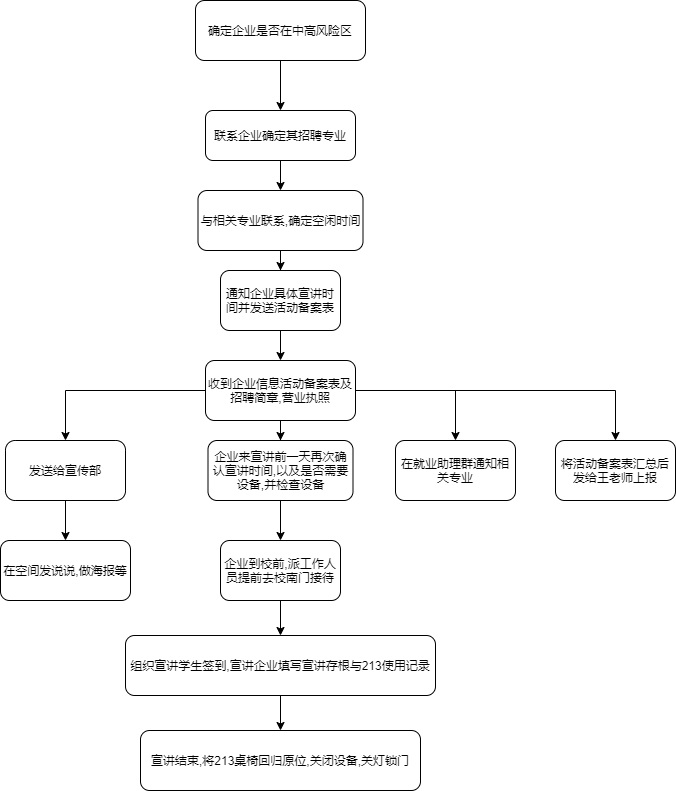 确定企业是否在中高风险区
联系企业确定其招聘专业
与相关专业联系,确定空闲时间
通知企业具体宣讲时
间并发送活动备案表
收到企业信息活动备案表及
招聘简章,营业执照
发送给宣传部
企业来宣讲前一天再次确
认宣讲时间,以及是否需要
设备,并检查设备
在就业助理群通知相
关专业
将活动备案表汇总后
发给王老师上报
在空间发说说,做海报等
企业到校前,派工作人
员提前去校南门接待
组织宣讲学生签到,宣讲企业填写宣讲存根与213使用记录
宣讲结束,将213桌椅回归原位,关闭设备,关灯锁门